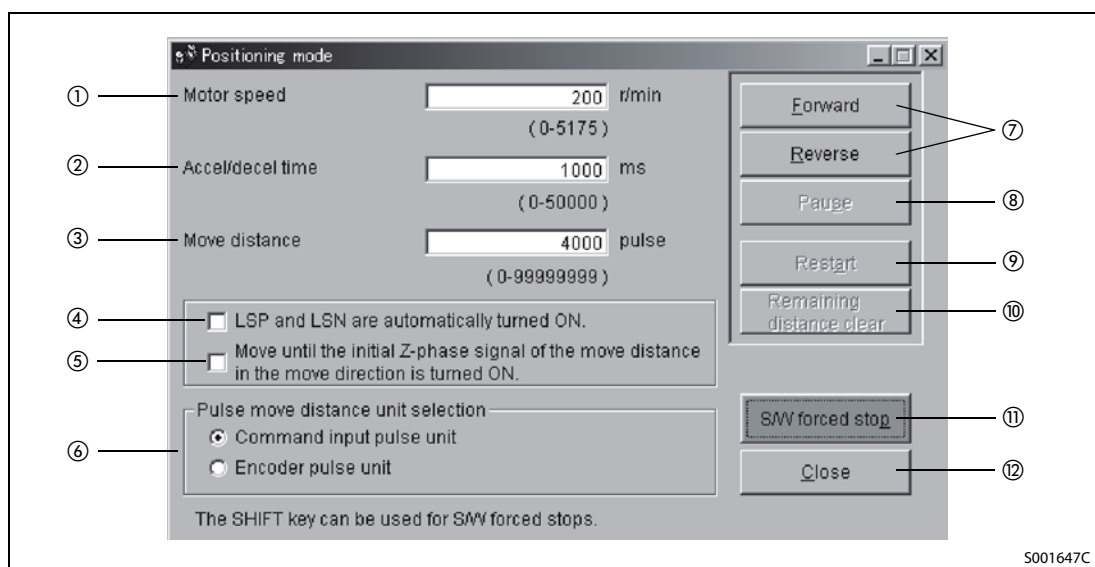 Positioning mode
① Motor speed 200 r/min
(0-5175)
② Accel/decel time 1000 ms
(0-50000)
③ Move distance 4000 pulse
(0-99999999)
④ LSP and LSN are automatically turned ON.
⑤ Move until the initial Z-phase signal of the move distance
in the move direction is turned ON.
⑥ Pulse move distance unit selection
Command input pulse unit
Encoder pulse unit
The SHIFT key can be used for S/W forced stops.
Forward
Reverse
⑦
Pause ⑧
Restart ⑨
Remaining
distance clear ⑩
S/W forced stop ⑪
Close ⑫
S001647C